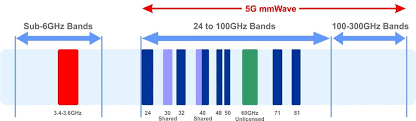 5G mmWave
Sub-6GHz Bands
24 to 100GHz Bands
100-300GHz Bands
3.4-3.6GHz
24
30
Shared
32
40
Shared
48
50
60GHz
Unlicensed
71
81